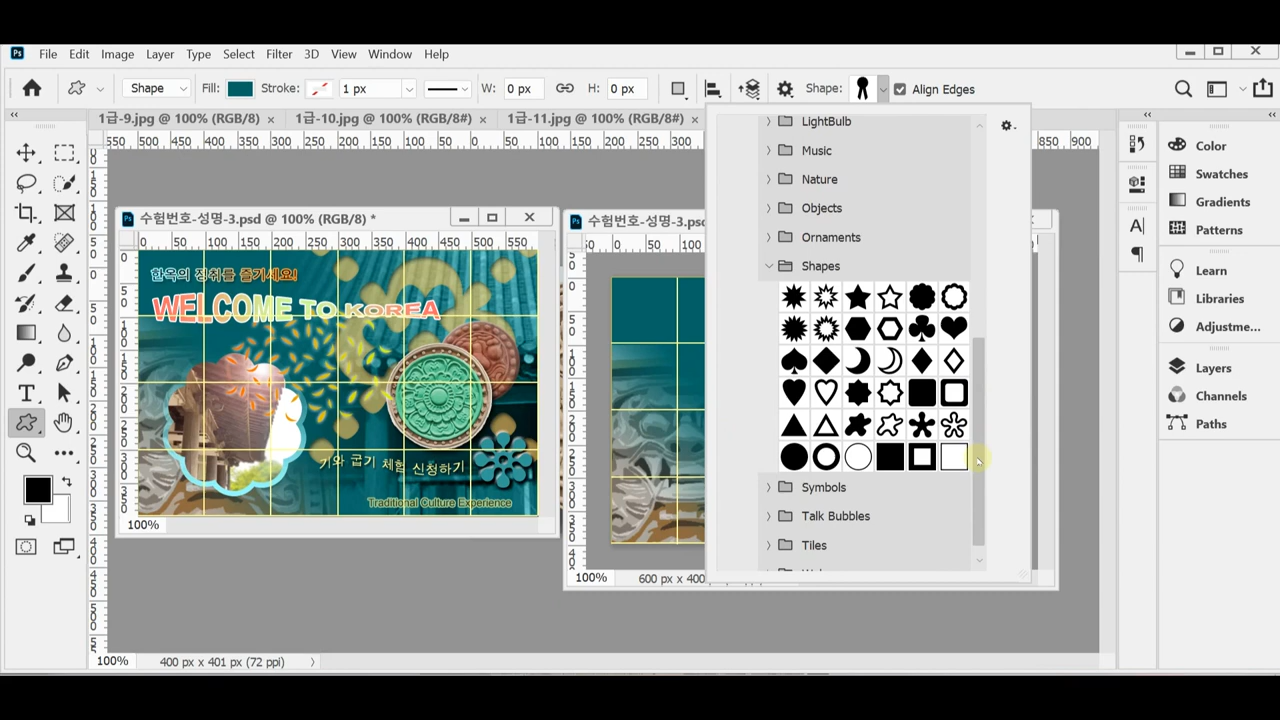 Ps File Edit Image Layer Type Select Filter 3D View Window Help
Shape Fill: Stroke: 1 px W: 0 px H: 0 px Shape: Align Edges
1급-9.jpg @ 100% (RGB/8) × 1급-10.jpg @ 100% (RGB/8#) × 1급-11.jpg @ 100% (RGB/8#) ×
550 500 450 400 350 300 250 200 150 100 50 0 50 100 150 200 250 300 850 900
Ps 수험번호-성명-3.psd @ 100% (RGB/8) *
0 50 100 150 200 250 300 350 400 450 500 550
한옥의 정취를 즐기세요!
WELCOME TO KOREA
기와 굽기 체험 신청하기
Traditional Culture Experience
100%
Ps 수험번호-성명-3.psd
0 50 100
100% 600 px x 400
LightBulb
Music
Nature
Objects
Ornaments
Shapes
Symbols
Talk Bubbles
Tiles
Color
Swatches
Gradients
Patterns
Learn
Libraries
Adjustme...
Layers
Channels
Paths
100% 400 px x 401 px (72 ppi)